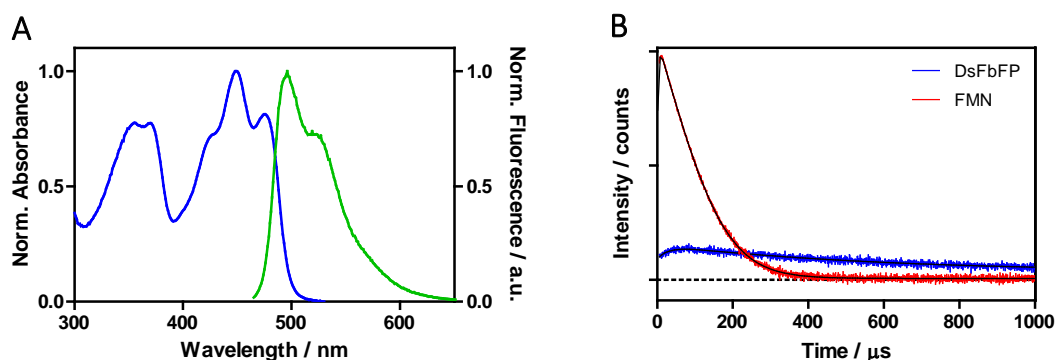 A
Norm. Absorbance
1.0
0.5
0.0
300
400
500
600
Wavelength / nm
1.0
0.5
0.0
Norm. Fluorescence / a.u.
B
Intensity / counts
DsFbFP
FMN
0
200
400
600
800
1000
Time / μs